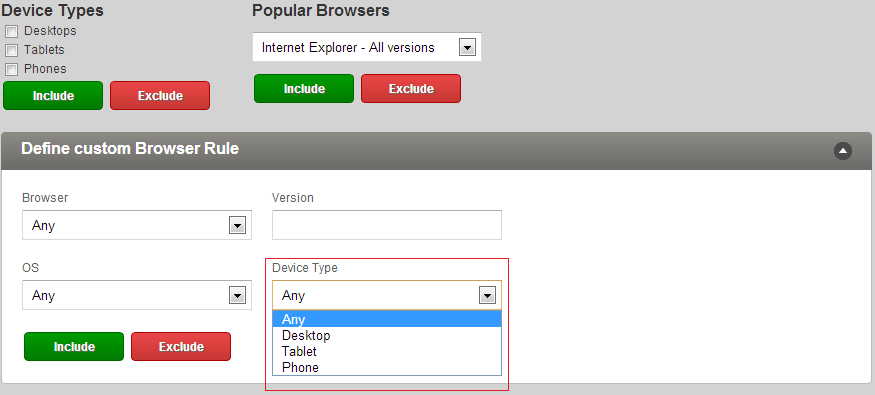 Device Types
Desktops
Tablets
Phones
Include Exclude
Popular Browsers
Internet Explorer - All versions
Include Exclude
Define custom Browser Rule
Browser
Any
Version
OS
Any
Device Type
Any
Any
Desktop
Tablet
Phone
Include Exclude